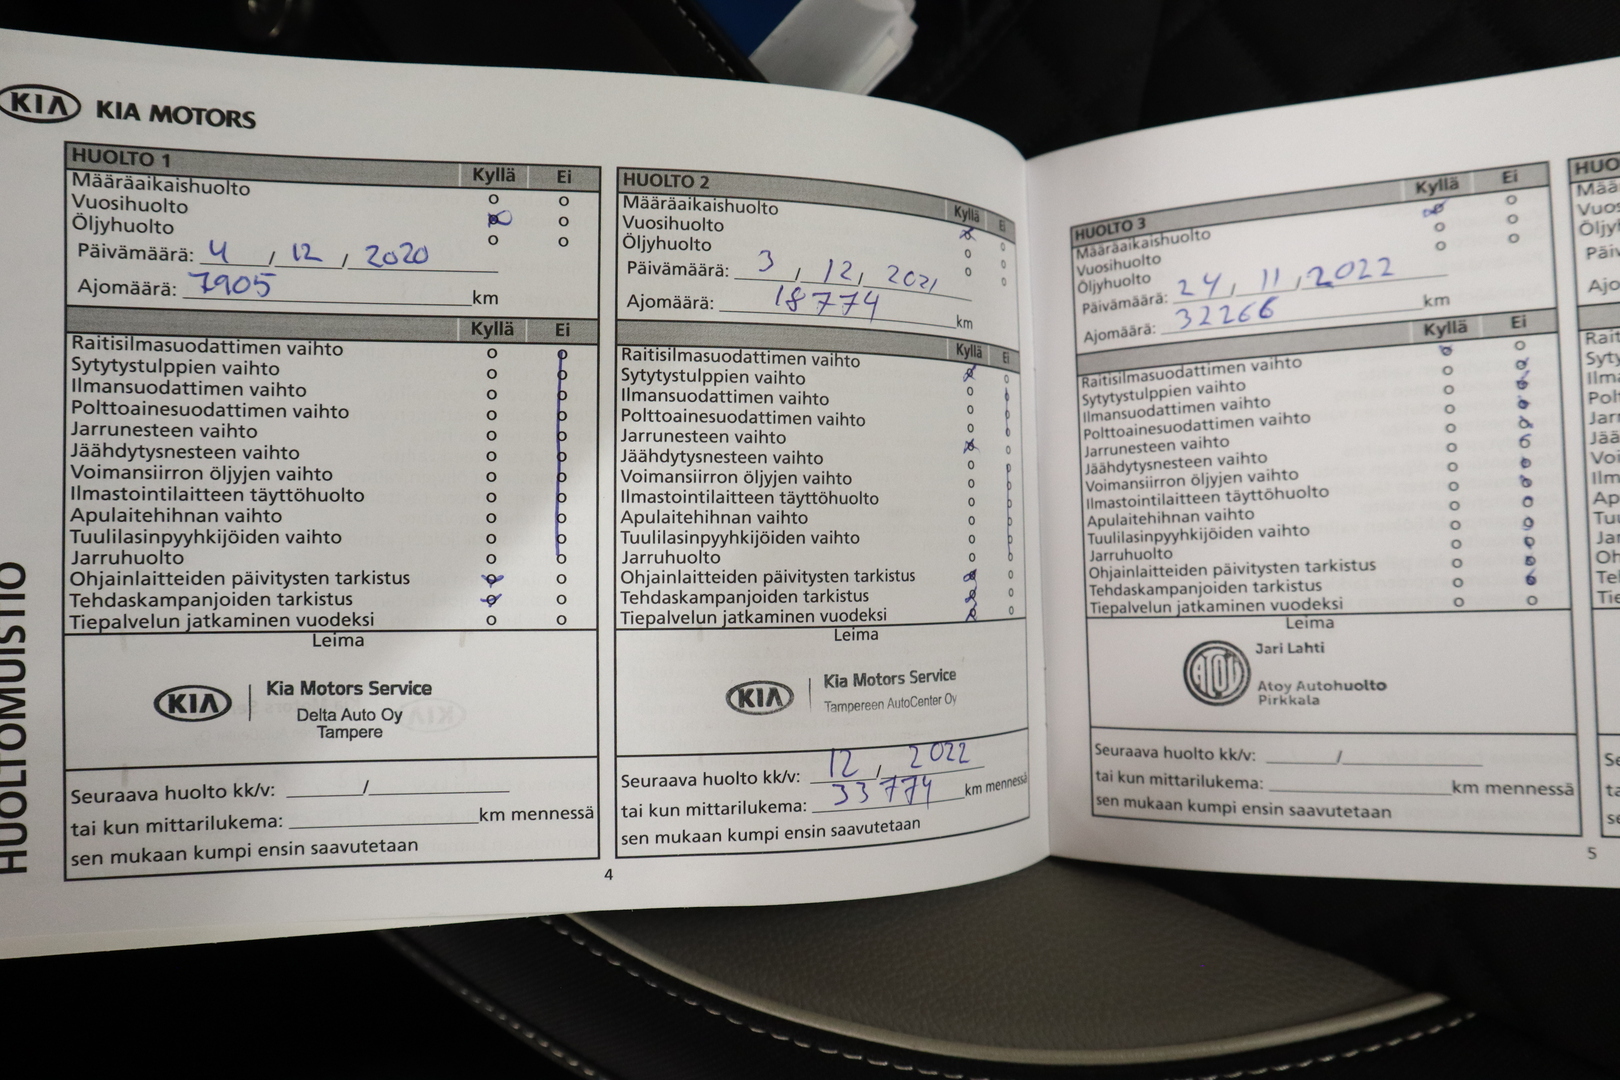 KIA KIA MOTORS
HUOLTOMUISTIO
HUOLTO 1
Kyllä Ei
Määräaikaishuolto
Vuosihuolto
Öljyhuolto
Päivämäärä: 4 / 12 / 2020
Ajomäärä: 7905 km
Kyllä Ei
Raitisilmasuodattimen vaihto
Sytytystulppien vaihto
Ilmansuodattimen vaihto
Polttoainesuodattimen vaihto
Jarrunesteen vaihto
Jäähdytysnesteen vaihto
Voimansiirron öljyjen vaihto
Ilmastointilaitteen täyttöhuolto
Apulaitehihnan vaihto
Tuulilasinpyyhkijöiden vaihto
Jarruhuolto
Ohjainlaitteiden päivitysten tarkistus
Tehdaskampanjoiden tarkistus
Tiepalvelun jatkaminen vuodeksi
Leima
KIA Kia Motors Service
Delta Auto Oy
Tampere
Seuraava huolto kk/v: ______/______
tai kun mittarilukema: ______ km mennessä
sen mukaan kumpi ensin saavutetaan
HUOLTO 2
Kyllä Ei
Määräaikaishuolto
Vuosihuolto
Öljyhuolto
Päivämäärä: 3 / 12 / 2021
Ajomäärä: 18774 km
Kyllä Ei
Raitisilmasuodattimen vaihto
Sytytystulppien vaihto
Ilmansuodattimen vaihto
Polttoainesuodattimen vaihto
Jarrunesteen vaihto
Jäähdytysnesteen vaihto
Voimansiirron öljyjen vaihto
Ilmastointilaitteen täyttöhuolto
Apulaitehihnan vaihto
Tuulilasinpyyhkijöiden vaihto
Jarruhuolto
Ohjainlaitteiden päivitysten tarkistus
Tehdaskampanjoiden tarkistus
Tiepalvelun jatkaminen vuodeksi
Leima
KIA Kia Motors Service
Tampereen AutoCenter Oy
Seuraava huolto kk/v: 12 / 2022
tai kun mittarilukema: 33774 km mennessä
sen mukaan kumpi ensin saavutetaan
4
HUOLTO 3
Kyllä Ei
Määräaikaishuolto
Vuosihuolto
Öljyhuolto
Päivämäärä: 24 / 11 / 2022
Ajomäärä: 32266 km
Kyllä Ei
Raitisilmasuodattimen vaihto
Sytytystulppien vaihto
Ilmansuodattimen vaihto
Polttoainesuodattimen vaihto
Jarrunesteen vaihto
Jäähdytysnesteen vaihto
Voimansiirron öljyjen vaihto
Ilmastointilaitteen täyttöhuolto
Apulaitehihnan vaihto
Tuulilasinpyyhkijöiden vaihto
Jarruhuolto
Ohjainlaitteiden päivitysten tarkistus
Tehdaskampanjoiden tarkistus
Tiepalvelun jatkaminen vuodeksi
Leima
Jari Lahti
Atoy Autohuolto
Pirkkala
Seuraava huolto kk/v: ______/______
tai kun mittarilukema: ______ km mennessä
sen mukaan kumpi ensin saavutetaan
5